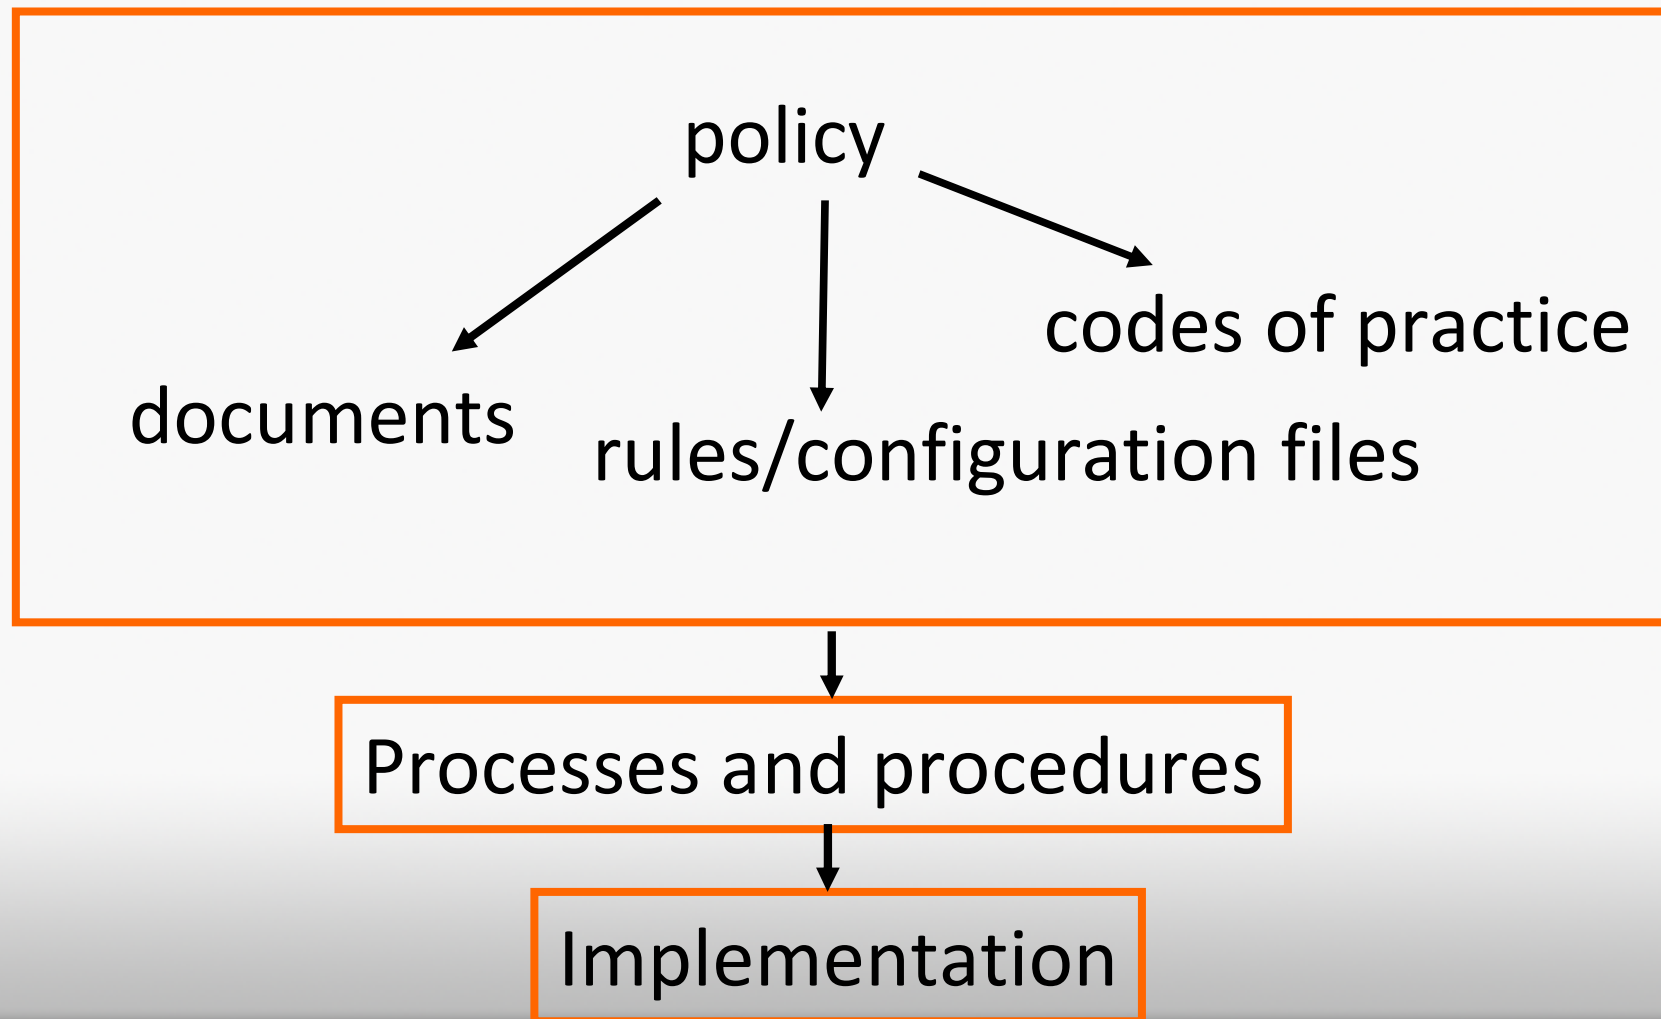 policy
codes of practice
documents
rules/configuration files
Processes and procedures
Implementation